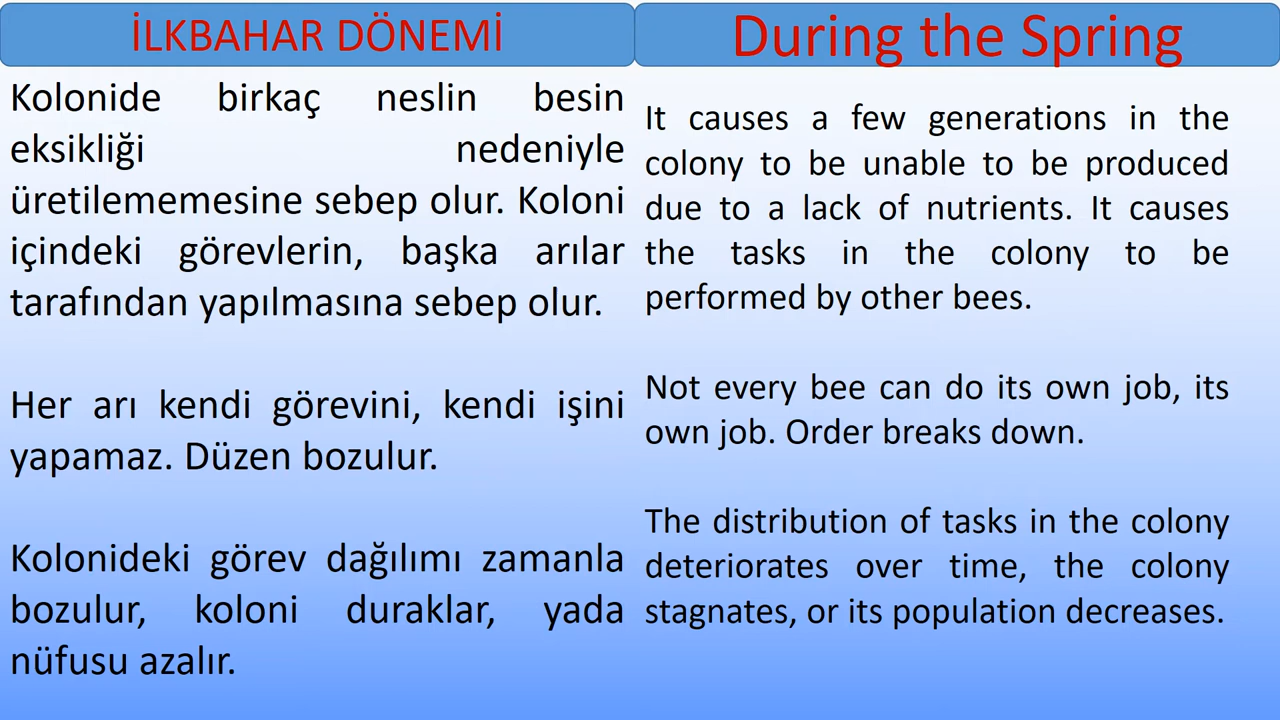 İLKBAHAR DÖNEMİ
Kolonide birkaç neslin besin
eksikliği nedeniyle
üretilememesine sebep olur. Koloni
içindeki görevlerin, başka arılar
tarafından yapılmasına sebep olur.
Her arı kendi görevini, kendi işini
yapamaz. Düzen bozulur.
Kolonideki görev dağılımı zamanla
bozulur, koloni duraklar, yada
nüfusu azalır.
During the Spring
It causes a few generations in the
colony to be unable to be produced
due to a lack of nutrients. It causes
the tasks in the colony to be
performed by other bees.
Not every bee can do its own job, its
own job. Order breaks down.
The distribution of tasks in the colony
deteriorates over time, the colony
stagnates, or its population decreases.